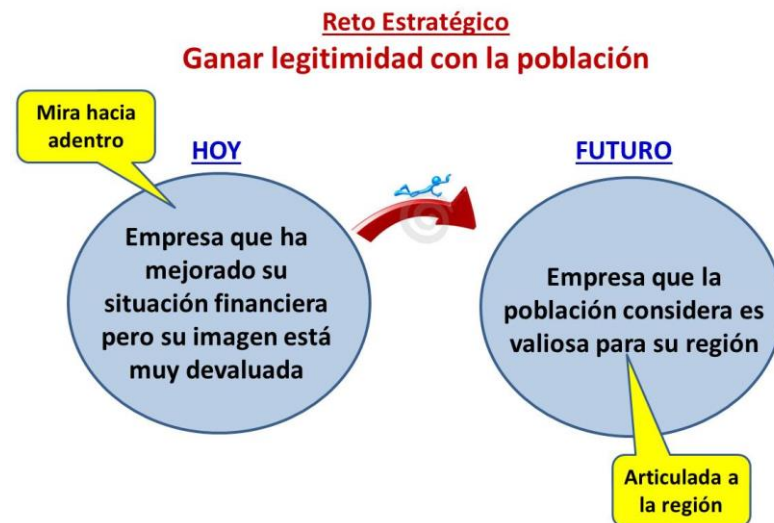 Reto Estratégico
Ganar legitimidad con la población
Mira hacia
adentro
HOY
Empresa que ha
mejorado su
situación financiera
pero su imagen está
muy devaluada
FUTURO
Empresa que la
población considera es
valiosa para su región
Articulada a
la región